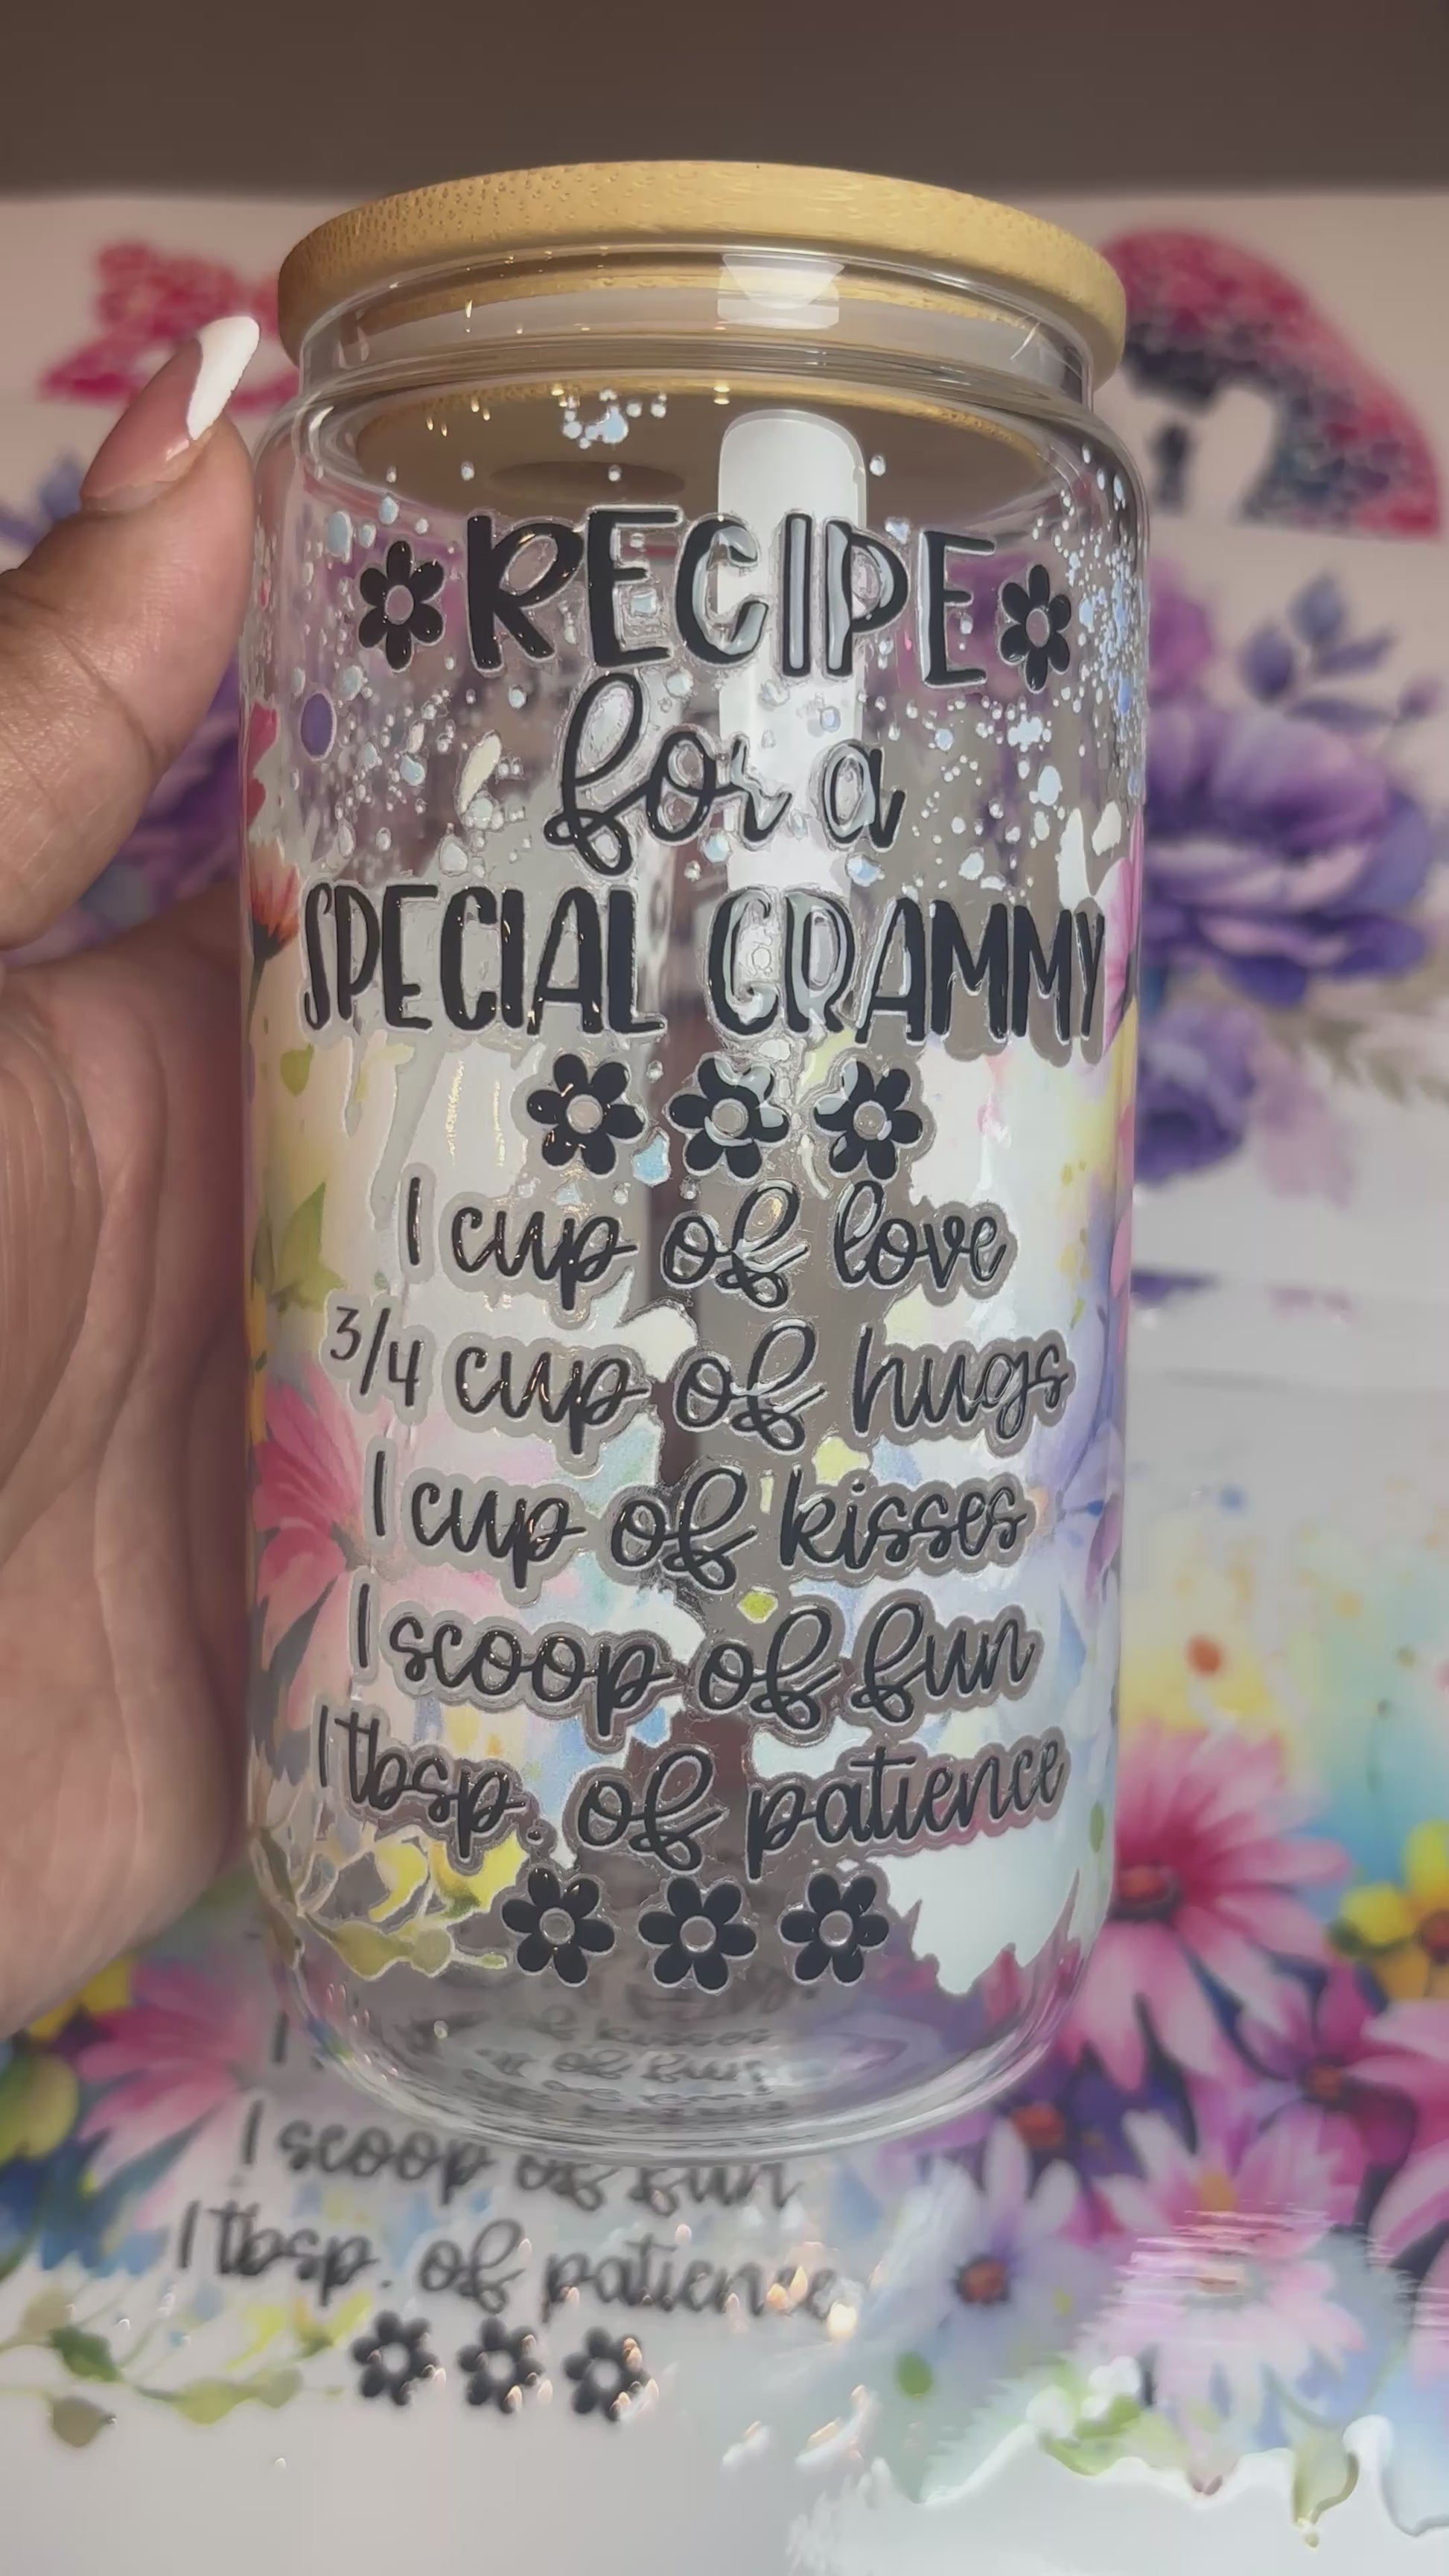 RECIPE
for a
SPECIAL GRAMMY
1 cup of love
3/4 cup of hugs
1 cup of kisses
1 scoop of fun
1 tbsp. of patience
1 scoop of fun
1 tbsp. of patience